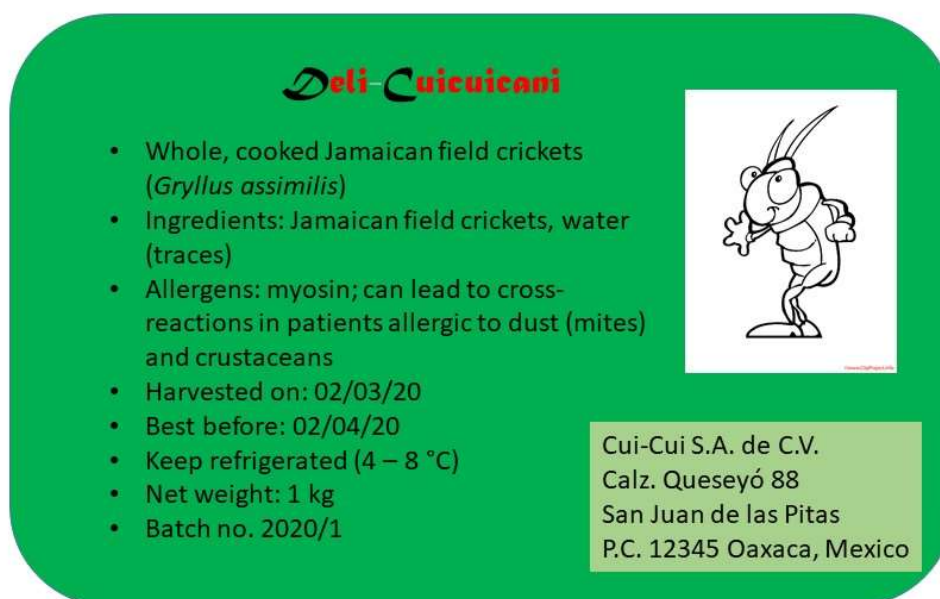 Deli-Cuicuicani
• Whole, cooked Jamaican field crickets
(Gryllus assimilis)
• Ingredients: Jamaican field crickets, water
(traces)
• Allergens: myosin; can lead to cross-
reactions in patients allergic to dust (mites)
and crustaceans
• Harvested on: 02/03/20
• Best before: 02/04/20
• Keep refrigerated (4 – 8 °C)
• Net weight: 1 kg
• Batch no. 2020/1
Cui-Cui S.A. de C.V.
Calz. Queseyó 88
San Juan de las Pitas
P.C. 12345 Oaxaca, Mexico